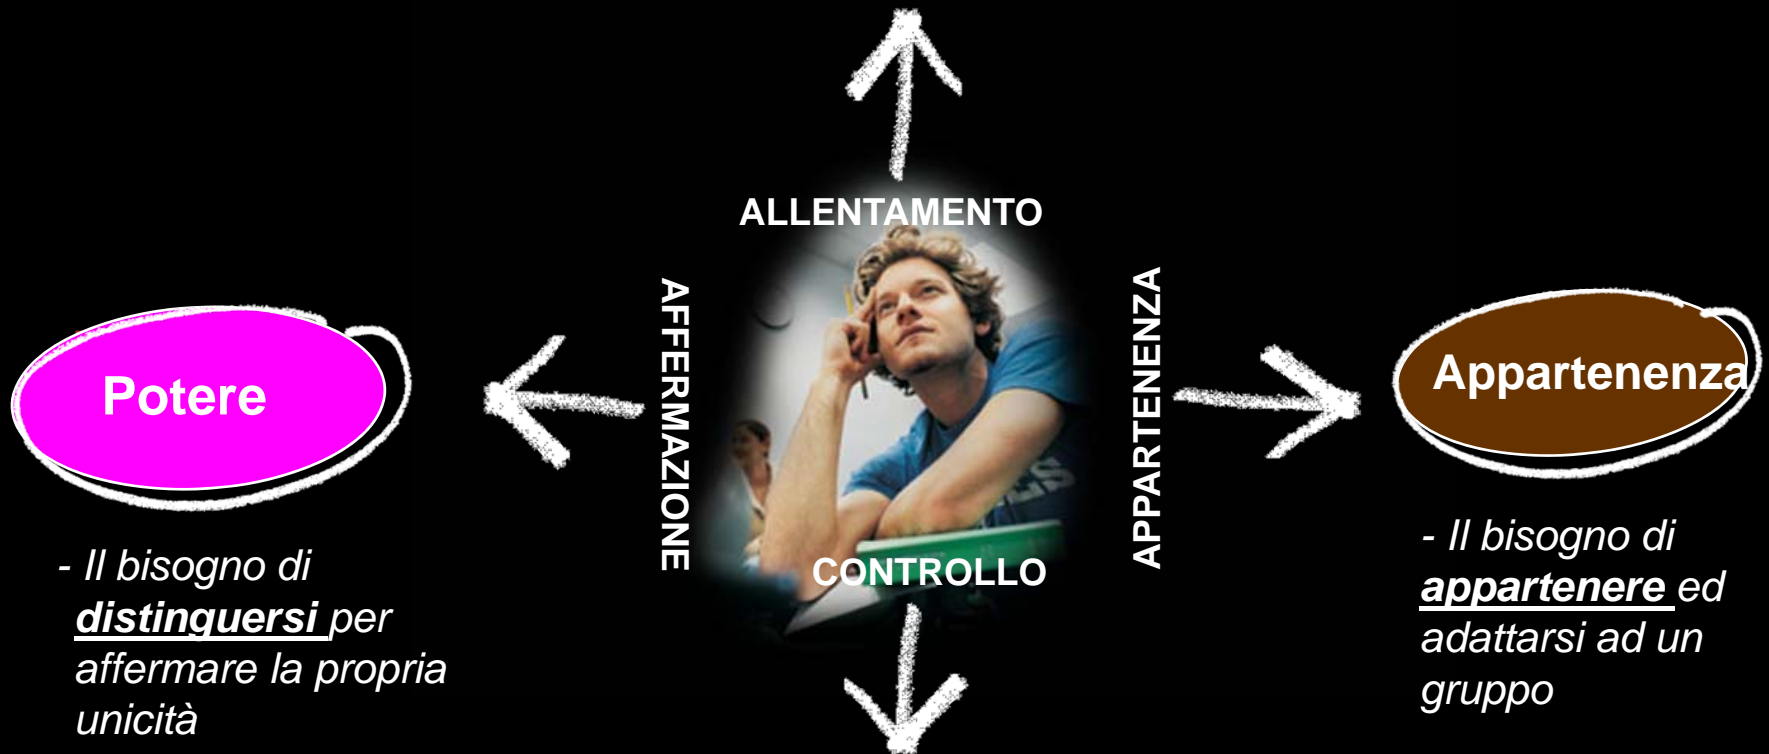 ALLENTAMENTO
AFFERMAZIONE
APPARTENENZA
Potere
Appartenenza
CONTROLLO
- Il bisogno di
distinguersi per
affermare la propria
unicità
- Il bisogno di
appartenere ed
adattarsi ad un
gruppo